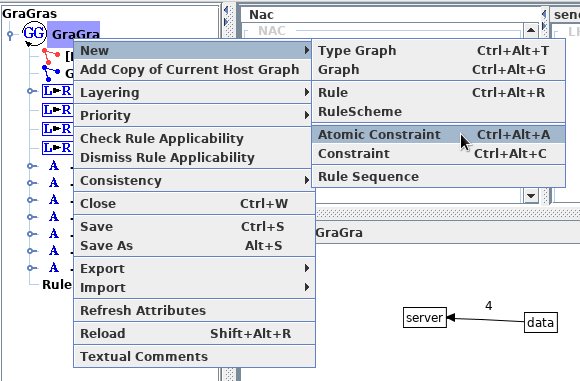 GraGras
GraGra
Nac
send
NAC
LH
[
G
L R
L R
L R
L R
A
A
A
A
A
A
Rule
New
Add Copy of Current Host Graph
Layering
Priority
Check Rule Applicability
Dismiss Rule Applicability
Consistency
Close Ctrl+W
Save Ctrl+S
Save As Alt+S
Export
Import
Refresh Attributes
Reload Shift+Alt+R
Textual Comments
Type Graph Ctrl+Alt+T
Graph Ctrl+Alt+G
Rule Ctrl+Alt+R
RuleScheme
Atomic Constraint Ctrl+Alt+A
Constraint Ctrl+Alt+C
Rule Sequence
GraGra
server
4
data